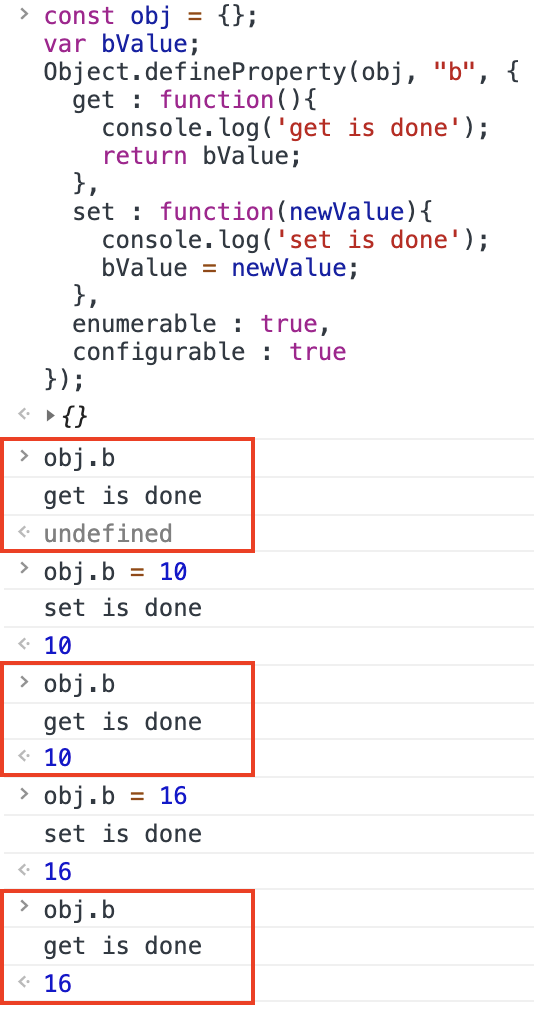 > const obj = {};
var bValue;
Object.defineProperty(obj, "b", {
  get : function(){
    console.log('get is done');
    return bValue;
  },
  set : function(newValue){
    console.log('set is done');
    bValue = newValue;
  },
  enumerable : true,
  configurable : true
});
{}
> obj.b
get is done
undefined
> obj.b = 10
set is done
10
> obj.b
get is done
10
> obj.b = 16
set is done
16
> obj.b
get is done
16